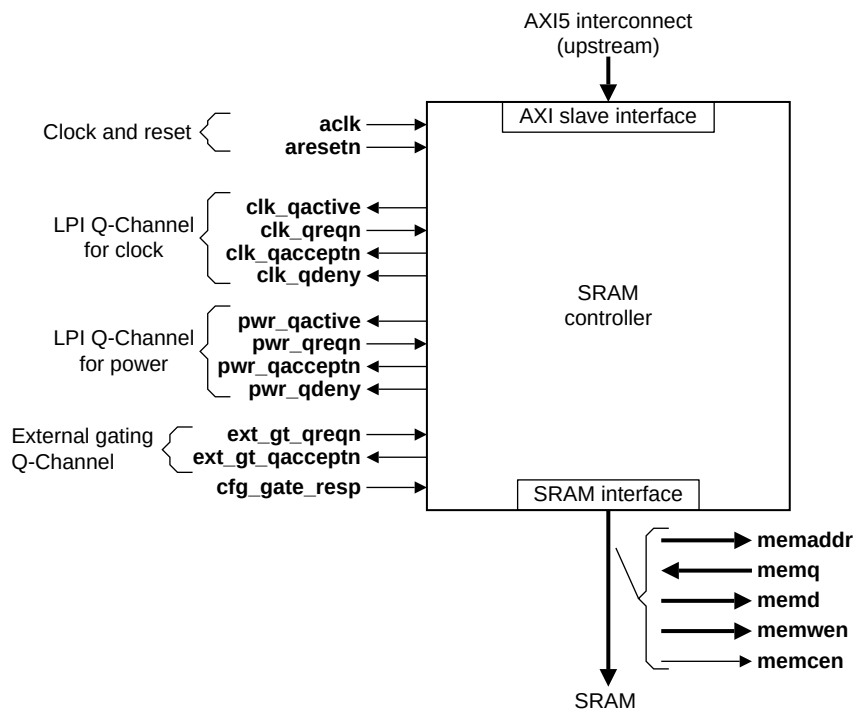 AXI5 interconnect
(upstream)
AXI slave interface
Clock and reset
aclk
aresetn
LPI Q-Channel
for clock
clk_qactive
clk_qreqn
clk_qacceptn
clk_qdeny
SRAM
controller
LPI Q-Channel
for power
pwr_qactive
pwr_qreqn
pwr_qacceptn
pwr_qdeny
External gating
Q-Channel
ext_gt_qreqn
ext_gt_qacceptn
cfg_gate_resp
SRAM interface
memaddr
memq
memd
memwen
memcen
SRAM